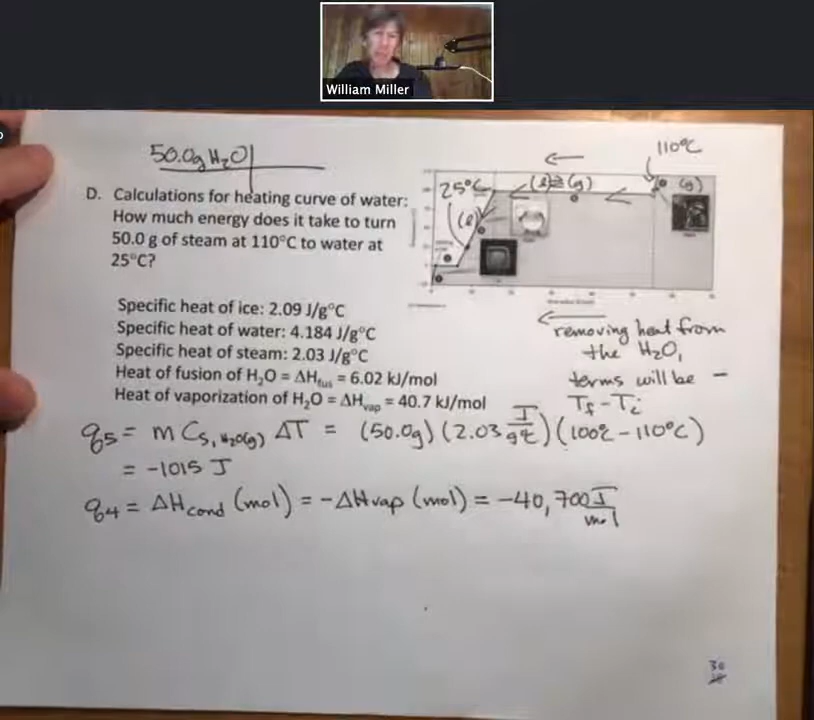 William Miller
50.0g H2O
110°C
D. Calculations for heating curve of water:
How much energy does it take to turn
50.0 g of steam at 110°C to water at
25°C?
25°C (l)⇌(g) (g)
(l)
Specific heat of ice: 2.09 J/g°C
Specific heat of water: 4.184 J/g°C
Specific heat of steam: 2.03 J/g°C
Heat of fusion of H₂O = ΔHfus = 6.02 kJ/mol
Heat of vaporization of H₂O = ΔHvap = 40.7 kJ/mol
removing heat from
the H2O,
terms will be −
Tf - Ti
q5 = m Cs, H2O(g) ΔT = (50.0g) (2.03 J/g°C) (100°C - 110°C)
= -1015 J
q4 = ΔHcond (mol) = -ΔHvap (mol) = -40,700 J/mol
30